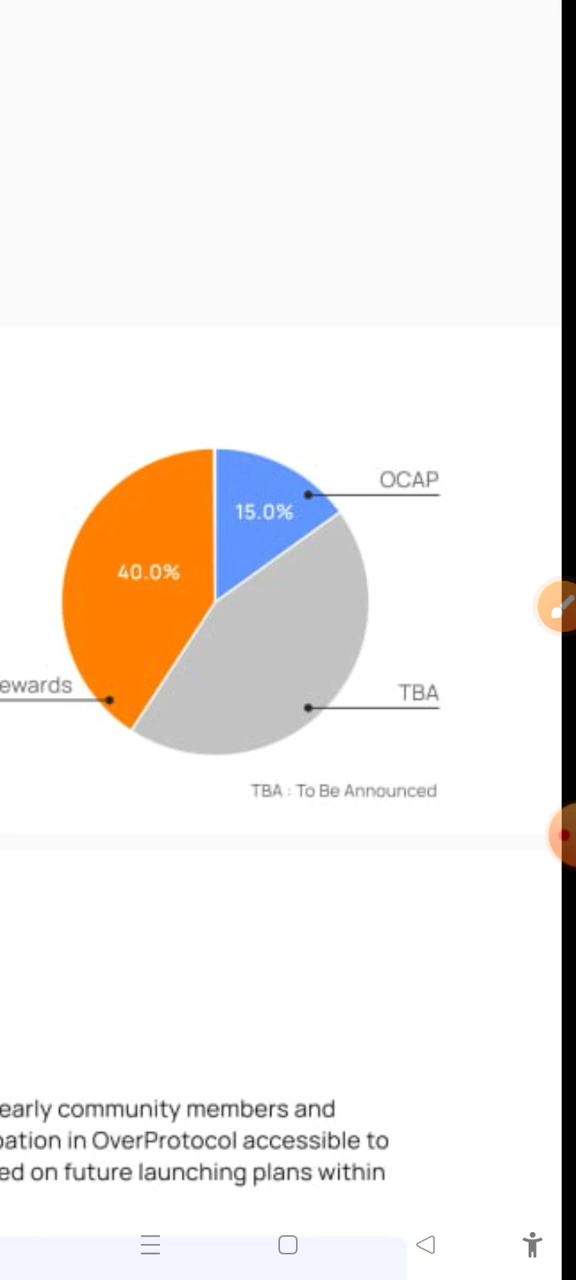 OCAP
15.0%
40.0%
ewards
TBA
TBA : To Be Announced
early community members and
pation in OverProtocol accessible to
ed on future launching plans within